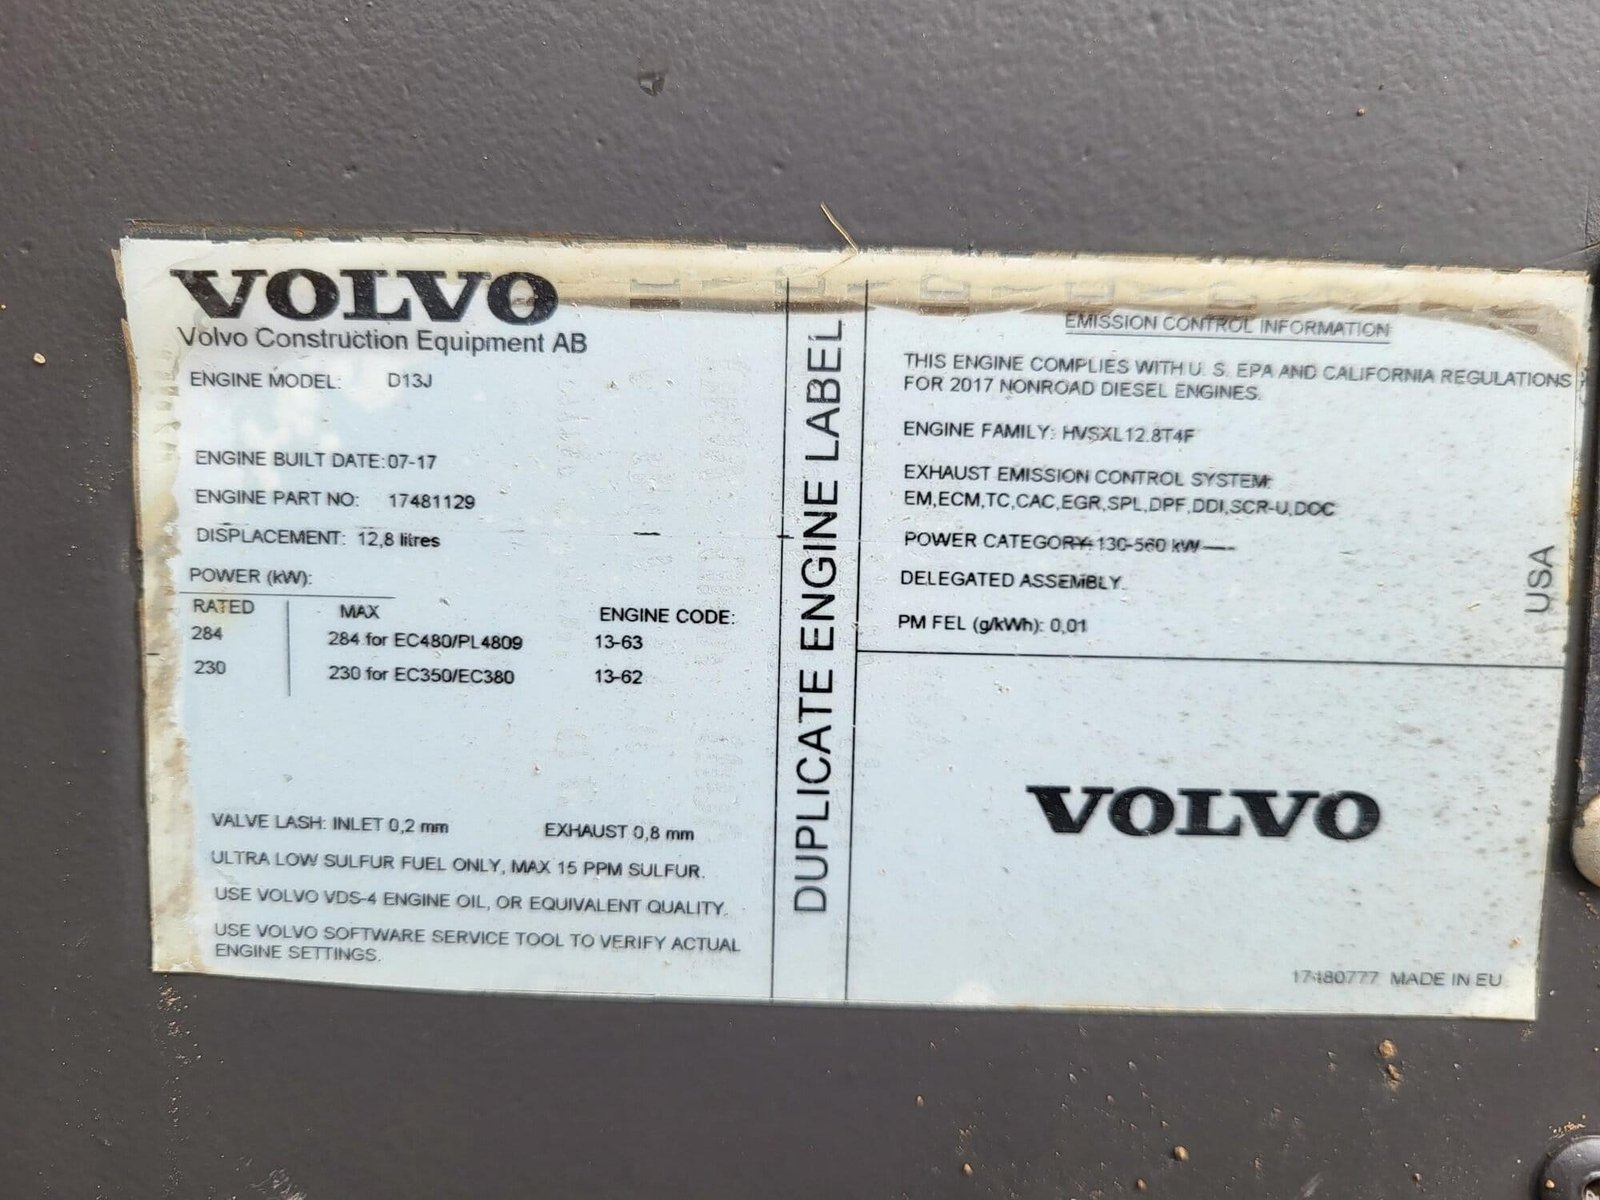 VOLVO
Volvo Construction Equipment AB
ENGINE MODEL: D13J
ENGINE BUILT DATE: 07-17
ENGINE PART NO: 17481129
DISPLACEMENT: 12,8 litres
POWER (kW):
RATED MAX ENGINE CODE:
284 284 for EC480/PL4809 13-63
230 230 for EC350/EC380 13-62
VALVE LASH: INLET 0,2 mm EXHAUST 0,8 mm
ULTRA LOW SULFUR FUEL ONLY, MAX 15 PPM SULFUR.
USE VOLVO VDS-4 ENGINE OIL, OR EQUIVALENT QUALITY.
USE VOLVO SOFTWARE SERVICE TOOL TO VERIFY ACTUAL
ENGINE SETTINGS.
DUPLICATE ENGINE LABEL
EMISSION CONTROL INFORMATION
THIS ENGINE COMPLIES WITH U. S. EPA AND CALIFORNIA REGULATIONS
FOR 2017 NONROAD DIESEL ENGINES.
ENGINE FAMILY: HVSXL12.8T4F
EXHAUST EMISSION CONTROL SYSTEM:
EM,ECM,TC,CAC,EGR,SPL,DPF,DDI,SCR-U,DOC
POWER CATEGORY: 130-560 kW
DELEGATED ASSEMBLY.
PM FEL (g/kWh): 0,01
USA
VOLVO
17480777 MADE IN EU